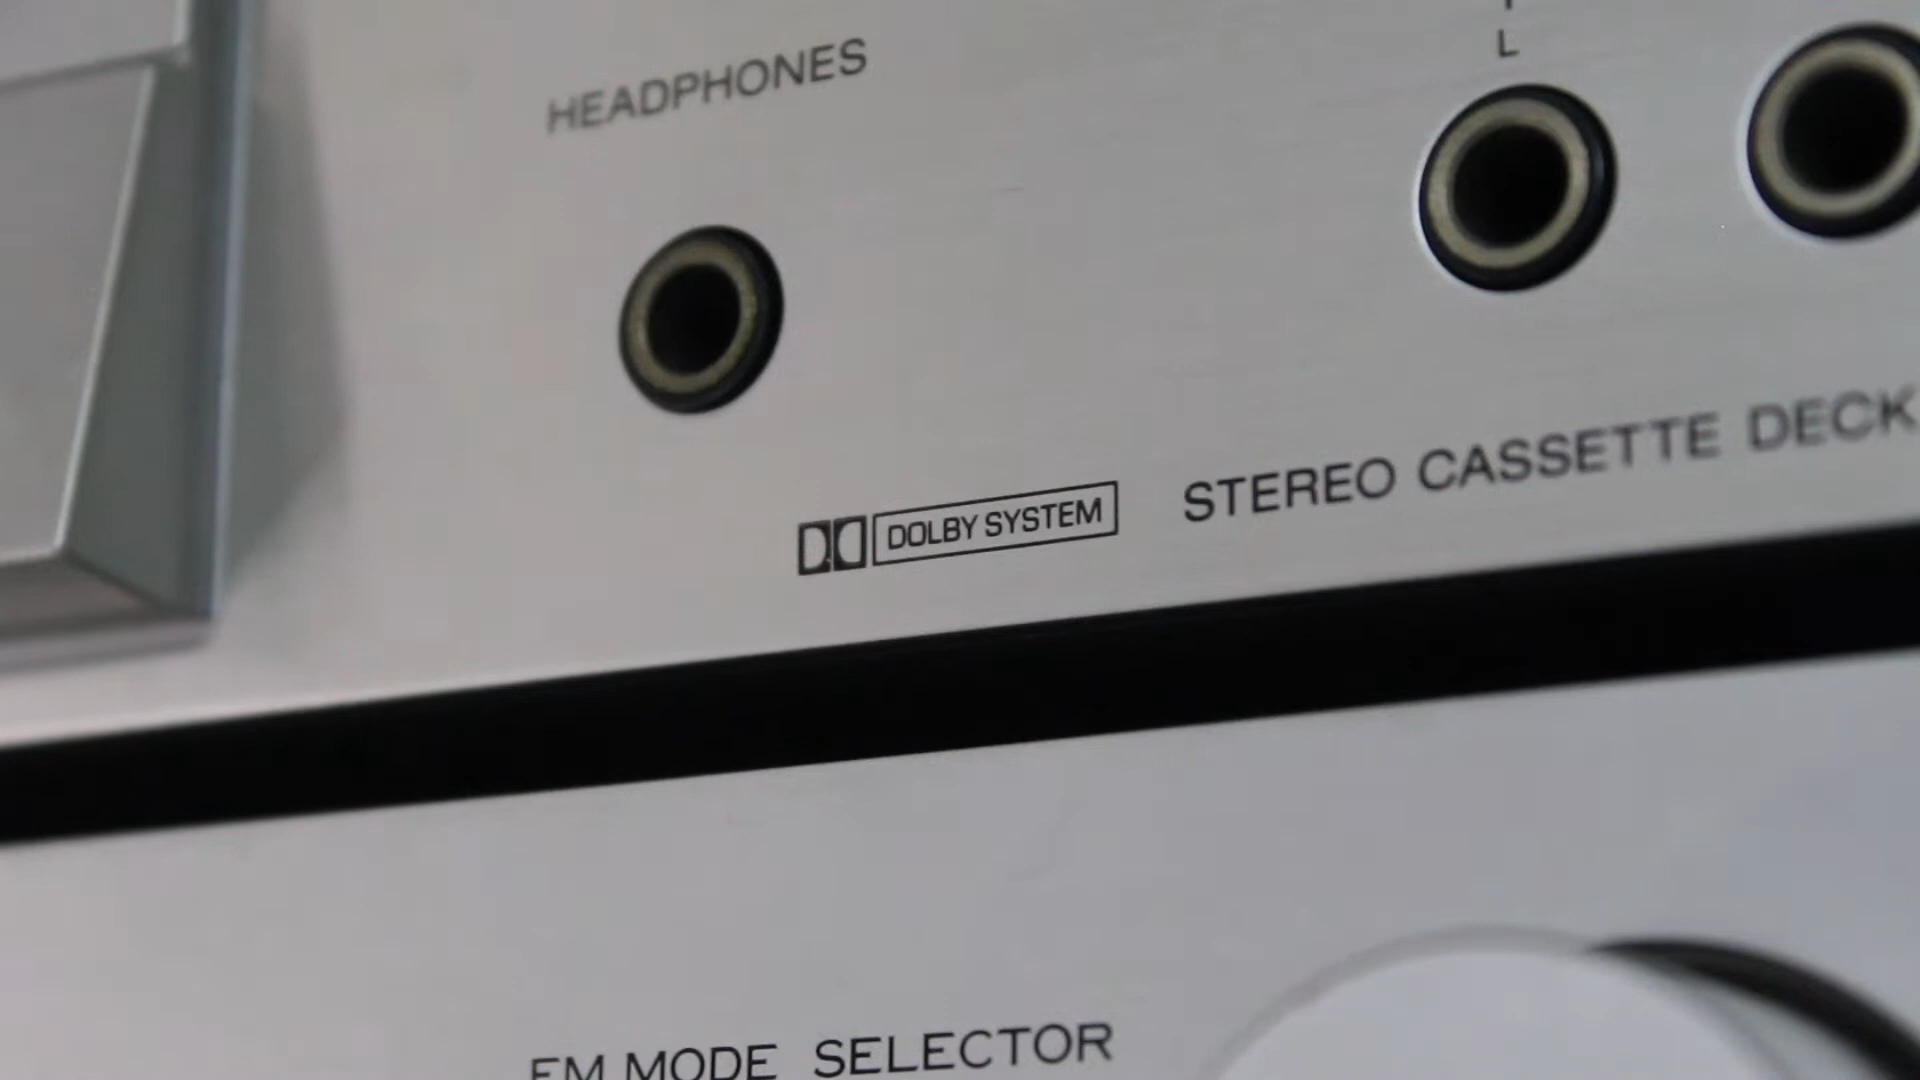 HEADPHONES
L
DOLBY SYSTEM
STEREO CASSETTE DECK
FM MODE SELECTOR